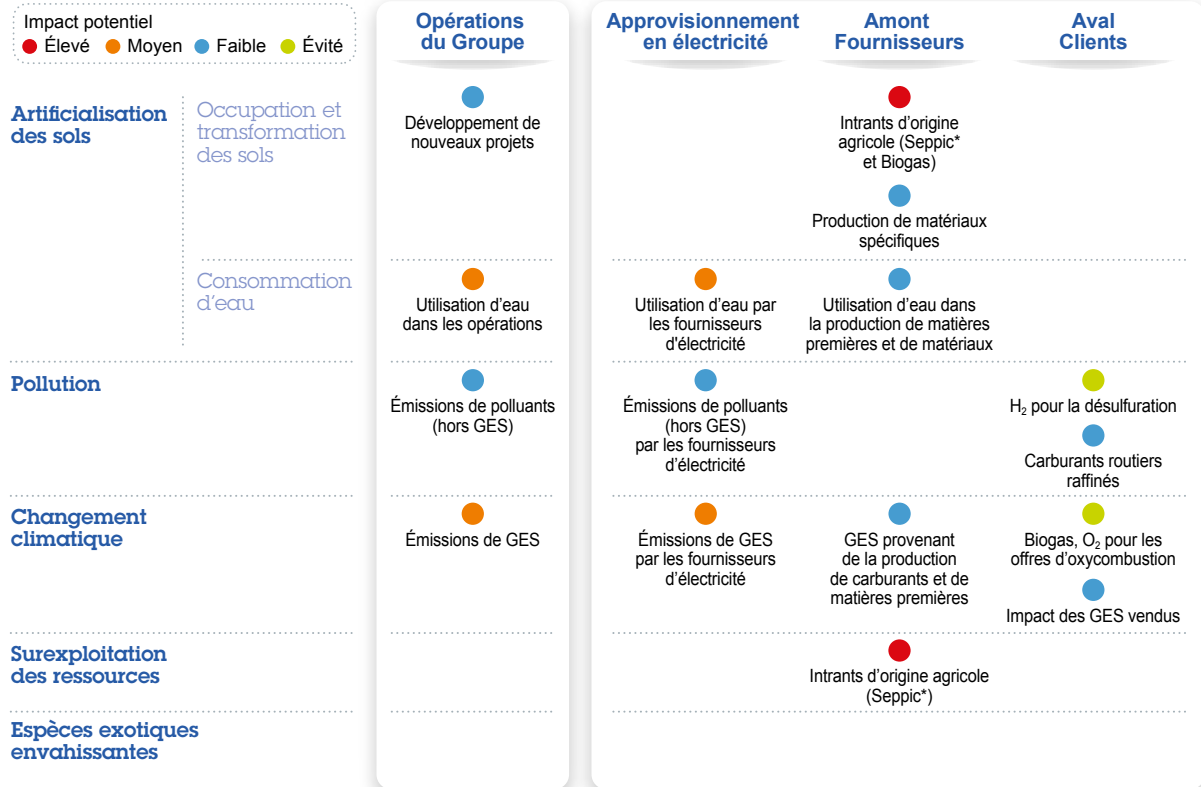 Impact potentiel
Élevé Moyen Faible Évité
Opérations
du Groupe
Approvisionnement
en électricité
Amont
Fournisseurs
Aval
Clients
Artificialisation
des sols
Occupation et
transformation
des sols
Développement de
nouveaux projets
Intrants d'origine
agricole (Seppic*
et Biogas)
Production de matériaux
spécifiques
Consommation
d'eau
Utilisation d'eau
dans les opérations
Utilisation d'eau par
les fournisseurs
d'électricité
Utilisation d'eau dans
la production de matières
premières et de matériaux
Pollution
Émissions de polluants
(hors GES)
Émissions de polluants
(hors GES)
par les fournisseurs
d'électricité
H₂ pour la désulfuration
Carburants routiers
raffinés
Changement
climatique
Émissions de GES
Émissions de GES
par les fournisseurs
d'électricité
GES provenant
de la production
de carburants et de
matières premières
Biogas, O₂ pour les
offres d'oxycombustion
Impact des GES vendus
Surexploitation
des ressources
Intrants d'origine agricole
(Seppic*)
Espèces exotiques
envahissantes